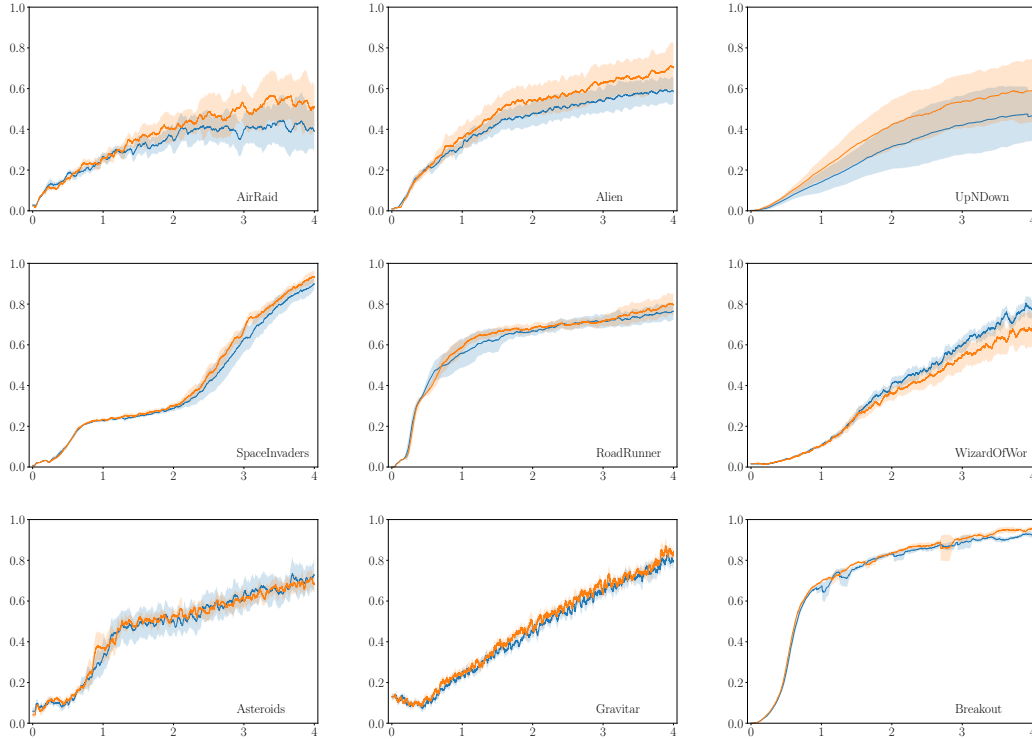 1.0 1.0 1.0
0.8 0.8 0.8
0.6 0.6 0.6
0.4 0.4 0.4
0.2 0.2 0.2
AirRaid Alien UpNDown
0.0 0.0 0.0
0 1 2 3 4 0 1 2 3 4 0 1 2 3 4
1.0 1.0 1.0
0.8 0.8 0.8
0.6 0.6 0.6
0.4 0.4 0.4
0.2 0.2 0.2
SpaceInvaders RoadRunner WizardOfWor
0.0 0.0 0.0
0 1 2 3 4 0 1 2 3 4 0 1 2 3 4
1.0 1.0 1.0
0.8 0.8 0.8
0.6 0.6 0.6
0.4 0.4 0.4
0.2 0.2 0.2
Asteroids Gravitar Breakout
0.0 0.0 0.0
0 1 2 3 4 0 1 2 3 4 0 1 2 3 4